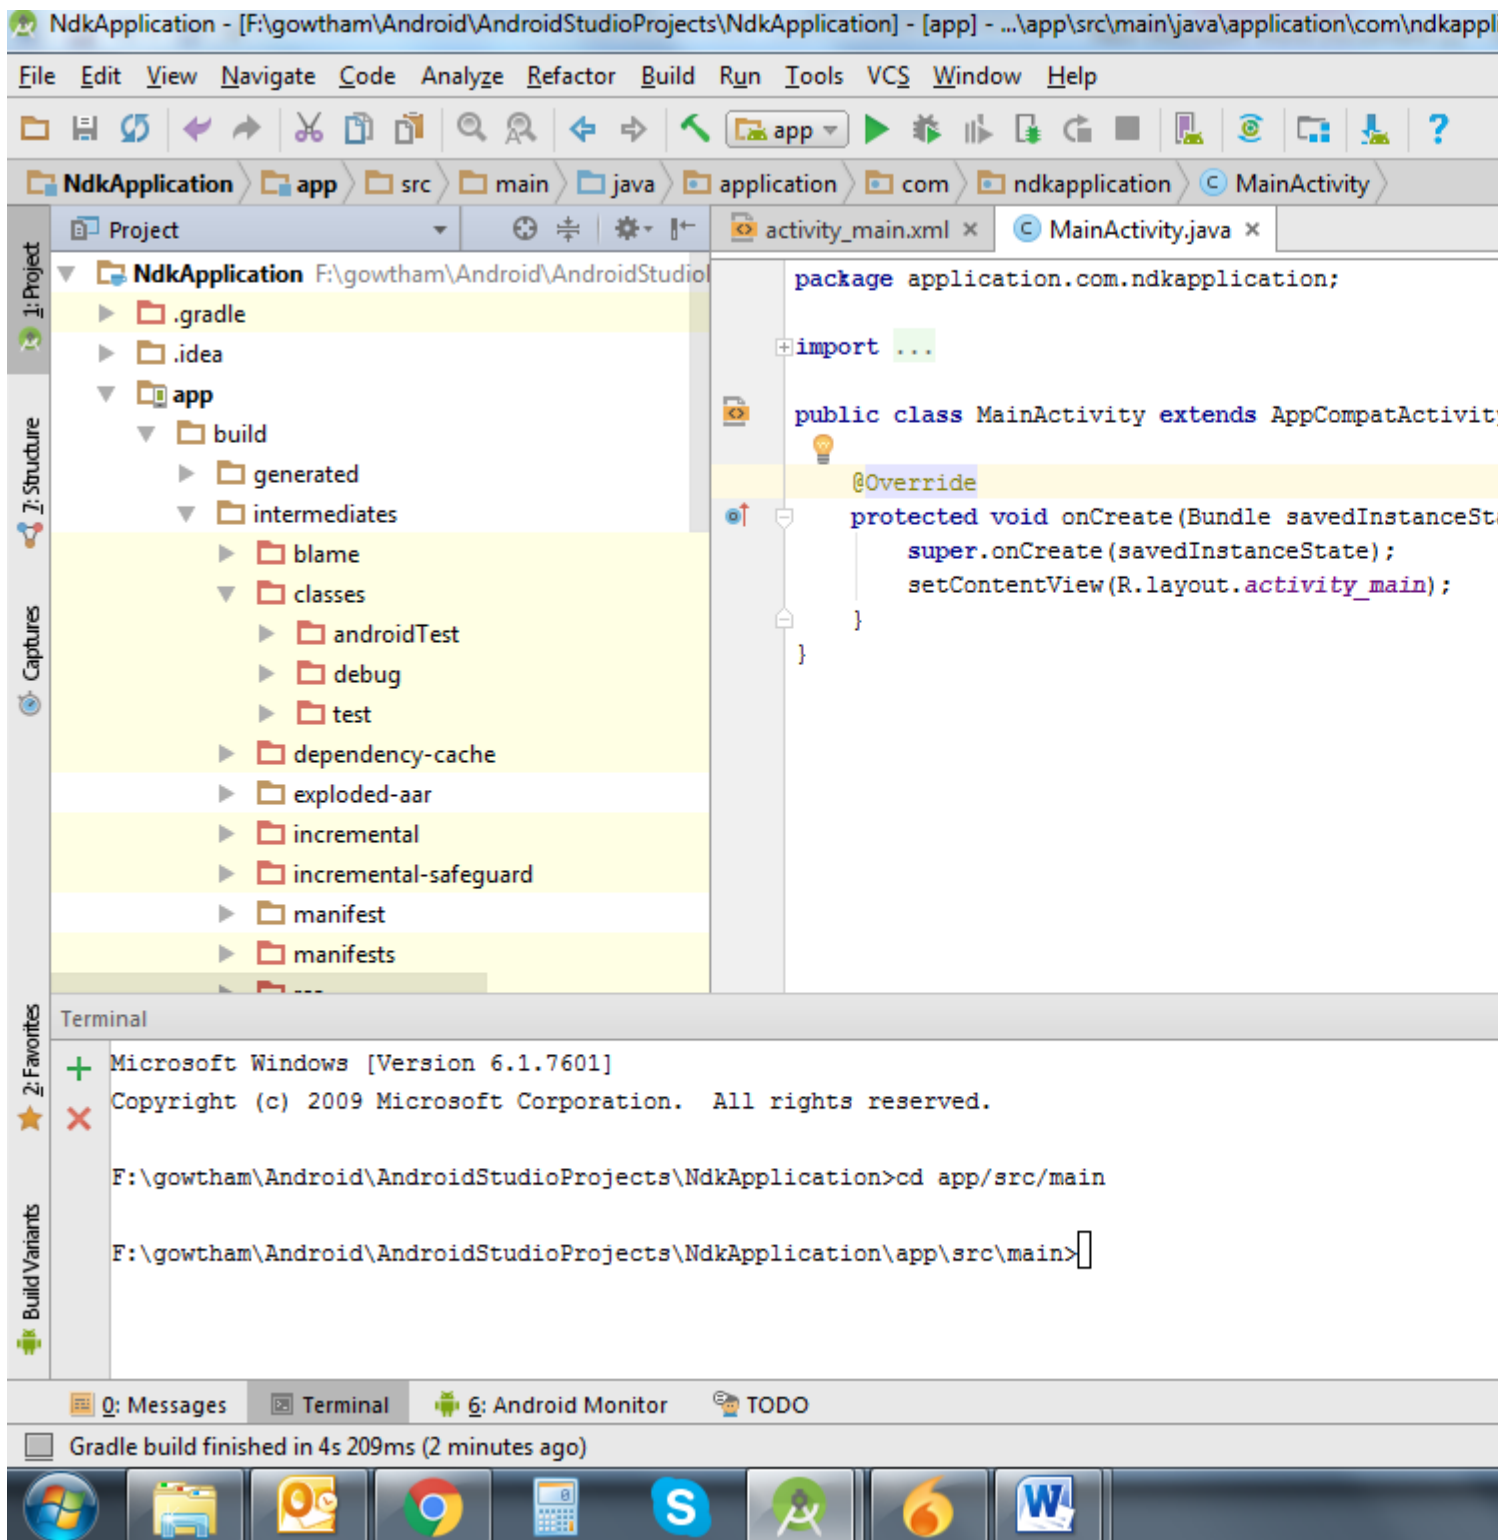 NdkApplication - [F:\gowtham\Android\AndroidStudioProjects\NdkApplication] - [app] - ...\app\src\main\java\application\com\ndkappl
File Edit View Navigate Code Analyze Refactor Build Run Tools VCS Window Help
app
NdkApplication app src main java application com ndkapplication MainActivity
Project
activity_main.xml MainActivity.java
1: Project
7: Structure
Captures
2: Favorites
Build Variants
NdkApplication F:\gowtham\Android\AndroidStudio
.gradle
.idea
app
build
generated
intermediates
blame
classes
androidTest
debug
test
dependency-cache
exploded-aar
incremental
incremental-safeguard
manifest
manifests
package application.com.ndkapplication;
import ...
public class MainActivity extends AppCompatActivity
@Override
protected void onCreate(Bundle savedInstanceSta
super.onCreate(savedInstanceState);
setContentView(R.layout.activity_main);
}
}
Terminal
Microsoft Windows [Version 6.1.7601]
Copyright (c) 2009 Microsoft Corporation. All rights reserved.
F:\gowtham\Android\AndroidStudioProjects\NdkApplication>cd app/src/main
F:\gowtham\Android\AndroidStudioProjects\NdkApplication\app\src\main>
0: Messages Terminal 6: Android Monitor TODO
Gradle build finished in 4s 209ms (2 minutes ago)